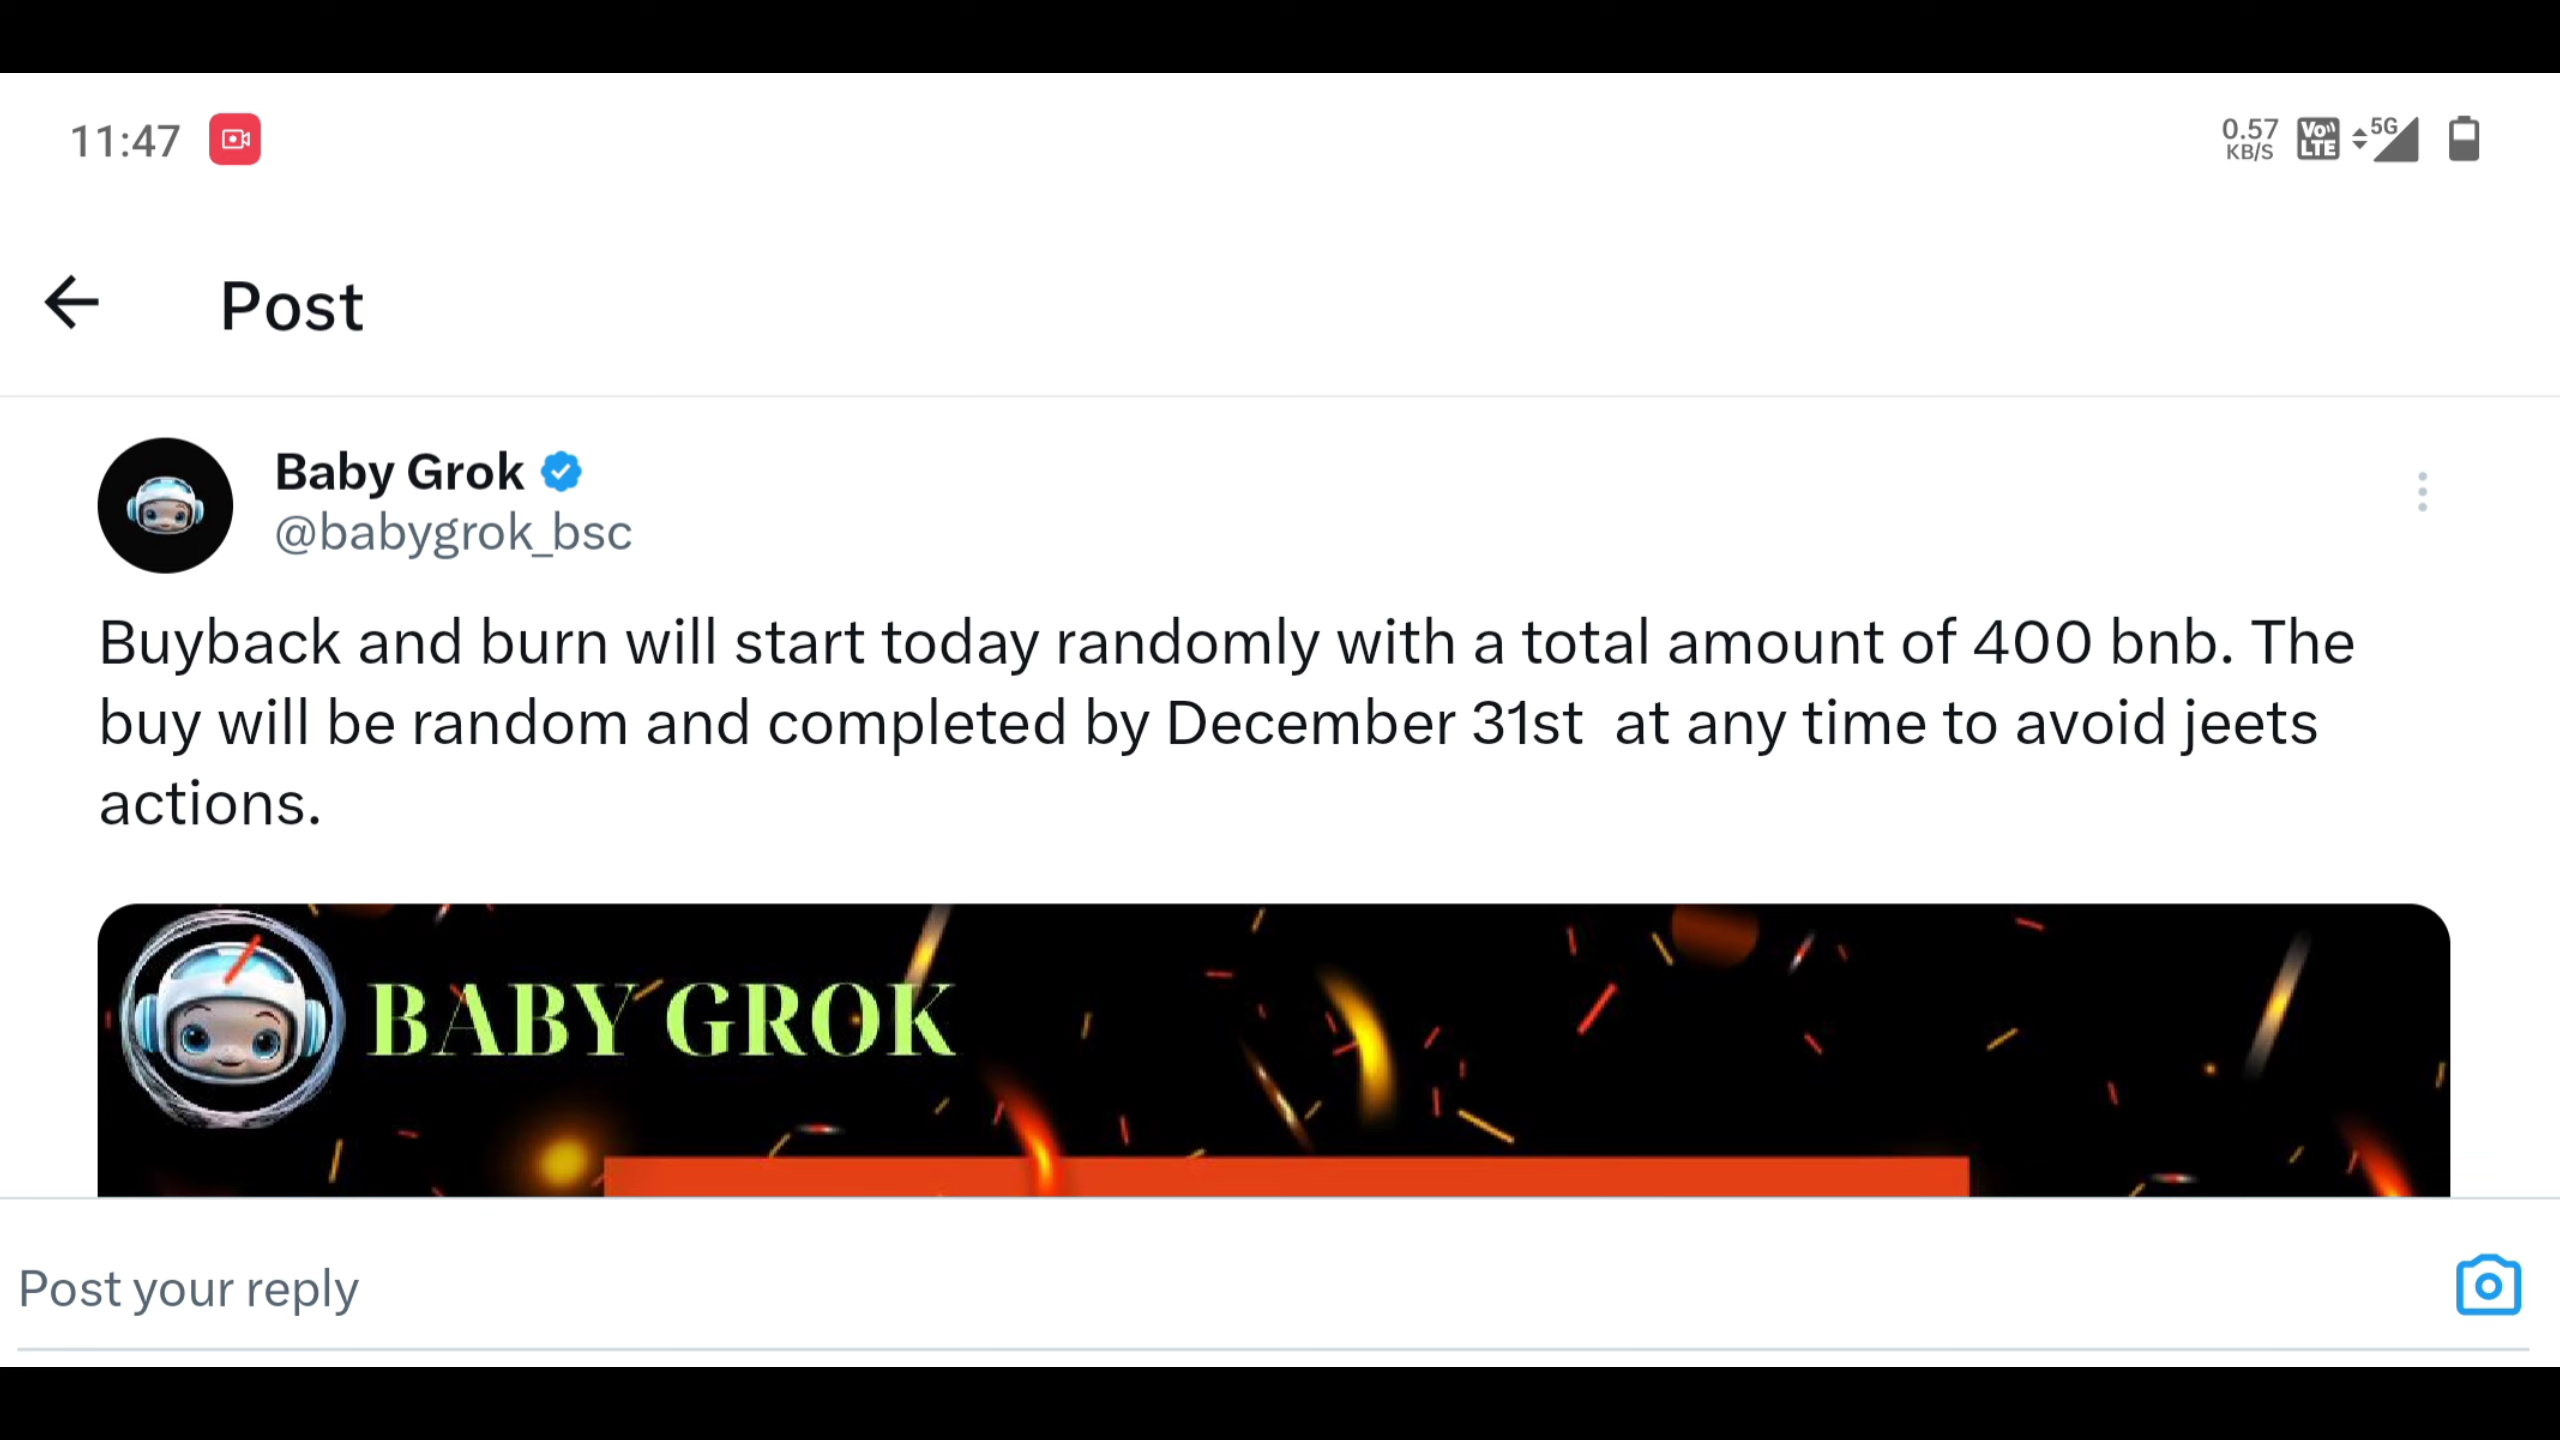 11:47
0.57
KB/S
Vo
LTE
5G
Post
Baby Grok
@babygrok_bsc
Buyback and burn will start today randomly with a total amount of 400 bnb. The
buy will be random and completed by December 31st  at any time to avoid jeets
actions.
BABY GROK
Post your reply